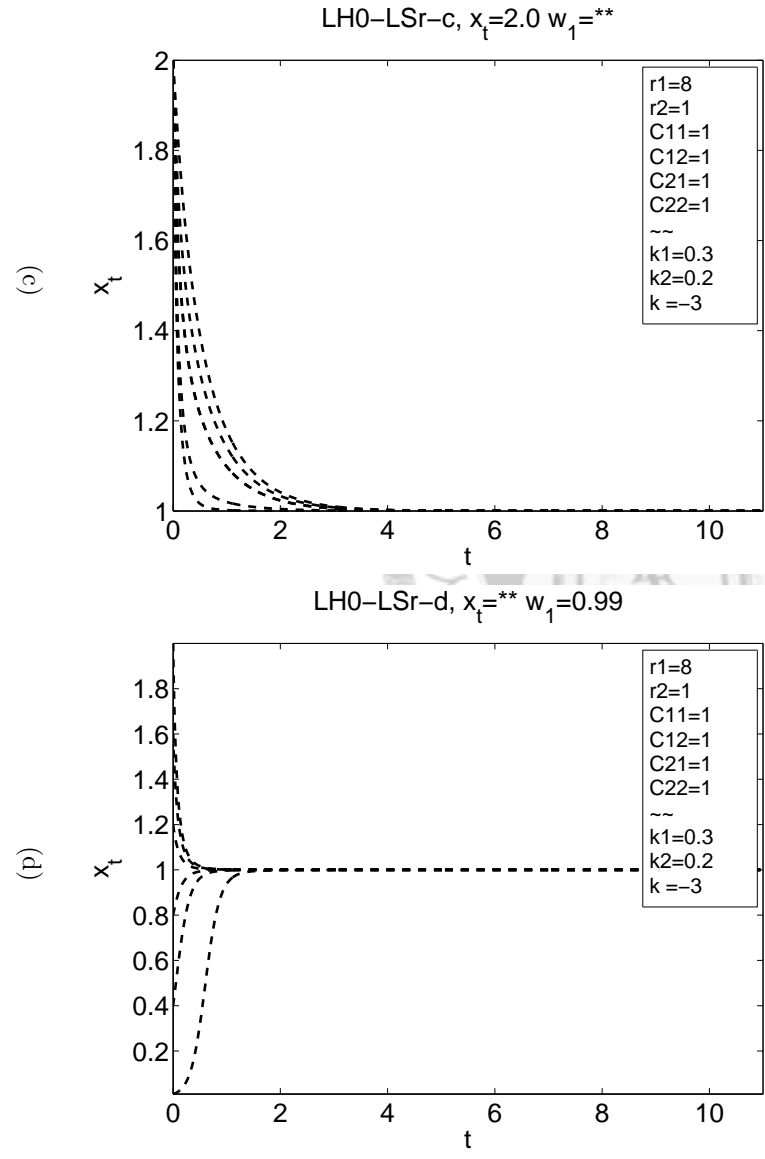 LH0−LSr−c, x_t=2.0 w_1=**
2
1.8
1.6
1.4
1.2
1
0 2 4 6 8 10
x_t
t
r1=8
r2=1
C11=1
C12=1
C21=1
C22=1
~~
k1=0.3
k2=0.2
k =−3
(c)
LH0−LSr−d, x_t=** w_1=0.99
1.8
1.6
1.4
1.2
1
0.8
0.6
0.4
0.2
0 2 4 6 8 10
x_t
t
r1=8
r2=1
C11=1
C12=1
C21=1
C22=1
~~
k1=0.3
k2=0.2
k =−3
(d)